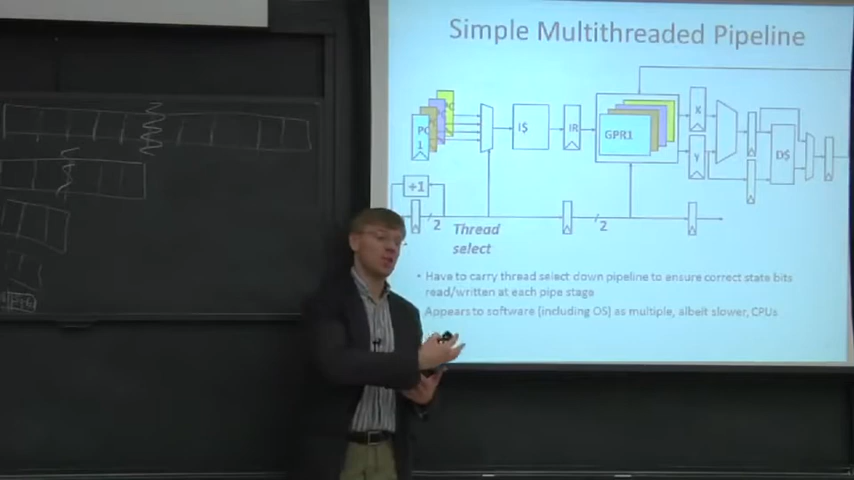 Simple Multithreaded Pipeline
PC
PC
1
I$
IR
GPR1
X
Y
D$
+1
2
Thread
select
2
• Have to carry thread select down pipeline to ensure correct state bits
read/written at each pipe stage
Appears to software (including OS) as multiple, albeit slower, CPUs